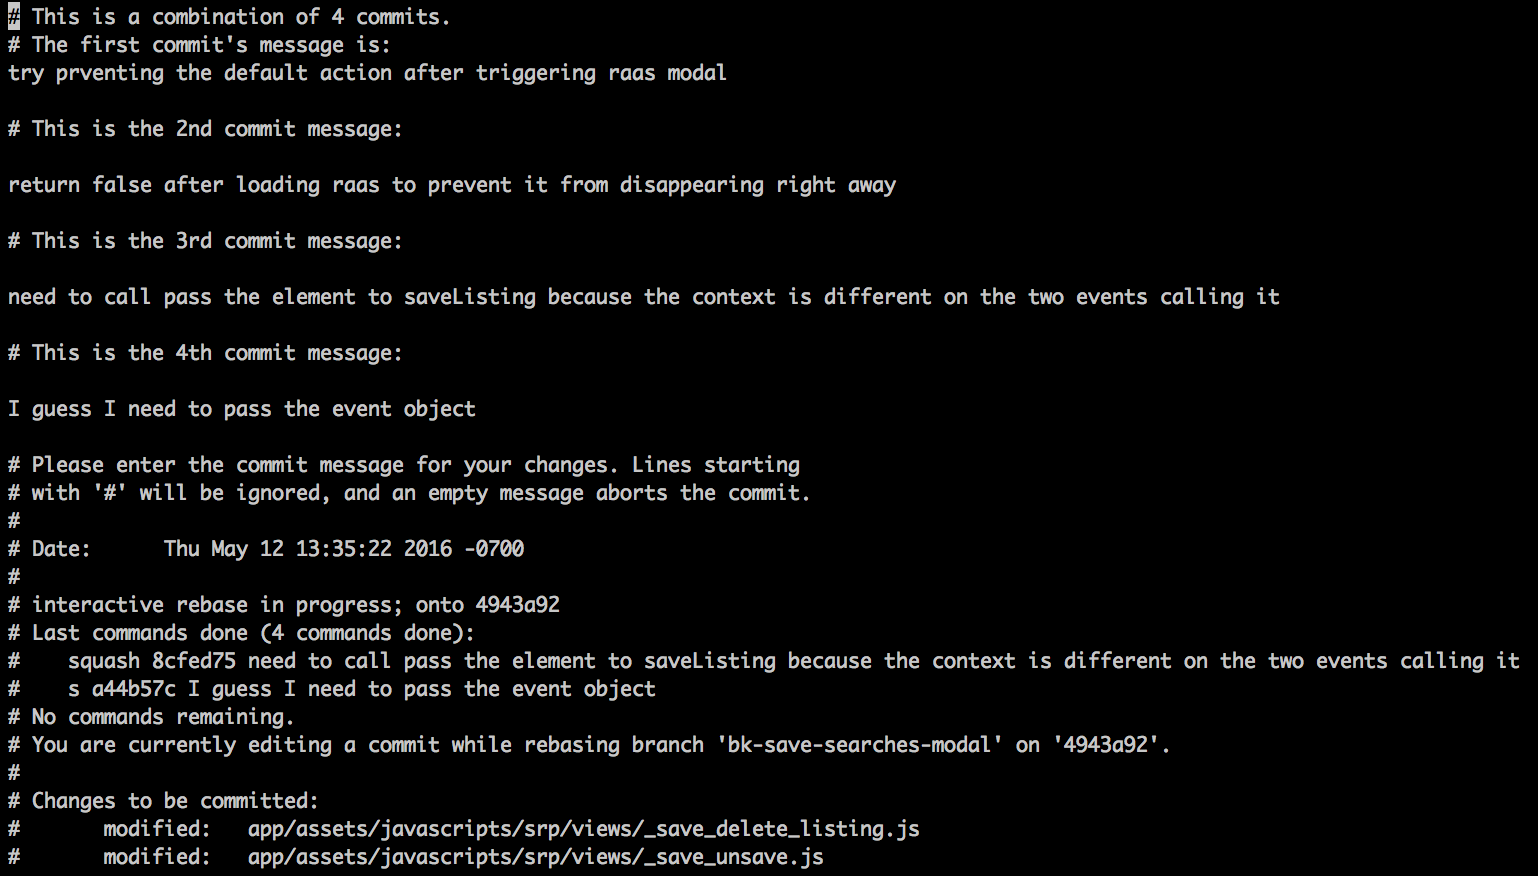 # This is a combination of 4 commits.
# The first commit's message is:
try prventing the default action after triggering raas modal
# This is the 2nd commit message:
return false after loading raas to prevent it from disappearing right away
# This is the 3rd commit message:
need to call pass the element to saveListing because the context is different on the two events calling it
# This is the 4th commit message:
I guess I need to pass the event object
# Please enter the commit message for your changes. Lines starting
# with '#' will be ignored, and an empty message aborts the commit.
#
# Date:      Thu May 12 13:35:22 2016 -0700
#
# interactive rebase in progress; onto 4943a92
# Last commands done (4 commands done):
#    squash 8cfed75 need to call pass the element to saveListing because the context is different on the two events calling it
#    s a44b57c I guess I need to pass the event object
# No commands remaining.
# You are currently editing a commit while rebasing branch 'bk-save-searches-modal' on '4943a92'.
#
# Changes to be committed:
#       modified:   app/assets/javascripts/srp/views/_save_delete_listing.js
#       modified:   app/assets/javascripts/srp/views/_save_unsave.js